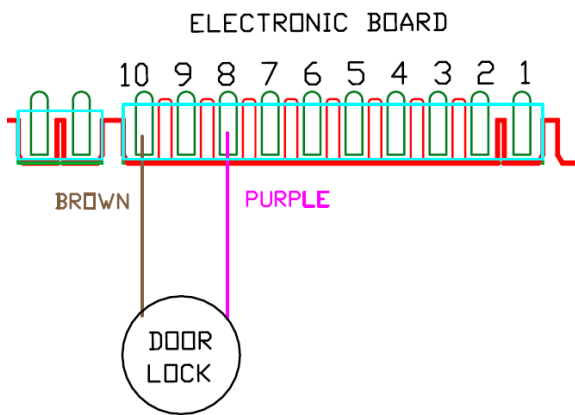 ELECTRONIC BOARD
10 9 8 7 6 5 4 3 2 1
BROWN PURPLE
DOOR
LOCK